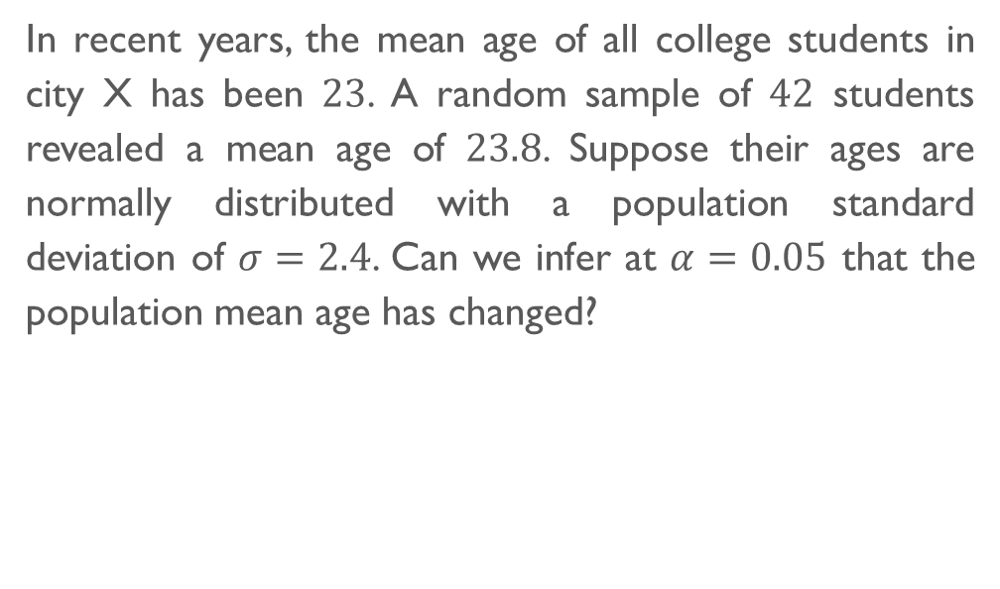 In recent years, the mean age of all college students in
city X has been 23. A random sample of 42 students
revealed a mean age of 23.8. Suppose their ages are
normally distributed with a population standard
deviation of σ = 2.4. Can we infer at α = 0.05 that the
population mean age has changed?